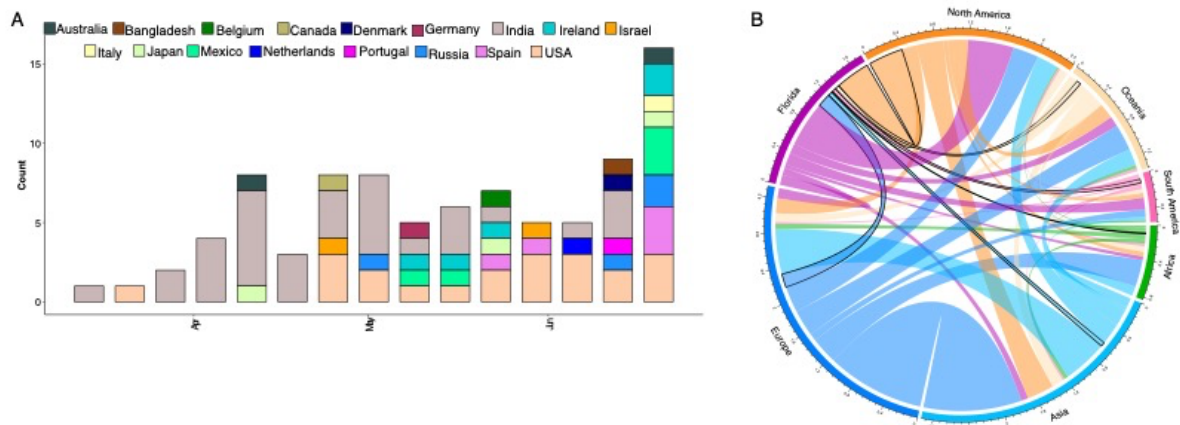 A
Australia Bangladesh Belgium Canada Denmark Germany India Ireland Israel
Italy Japan Mexico Netherlands Portugal Russia Spain USA
15
10
5
0
Count
Apr
May
Jun
B
North America
Oceania
South America
Africa
Asia
Europe
Florida